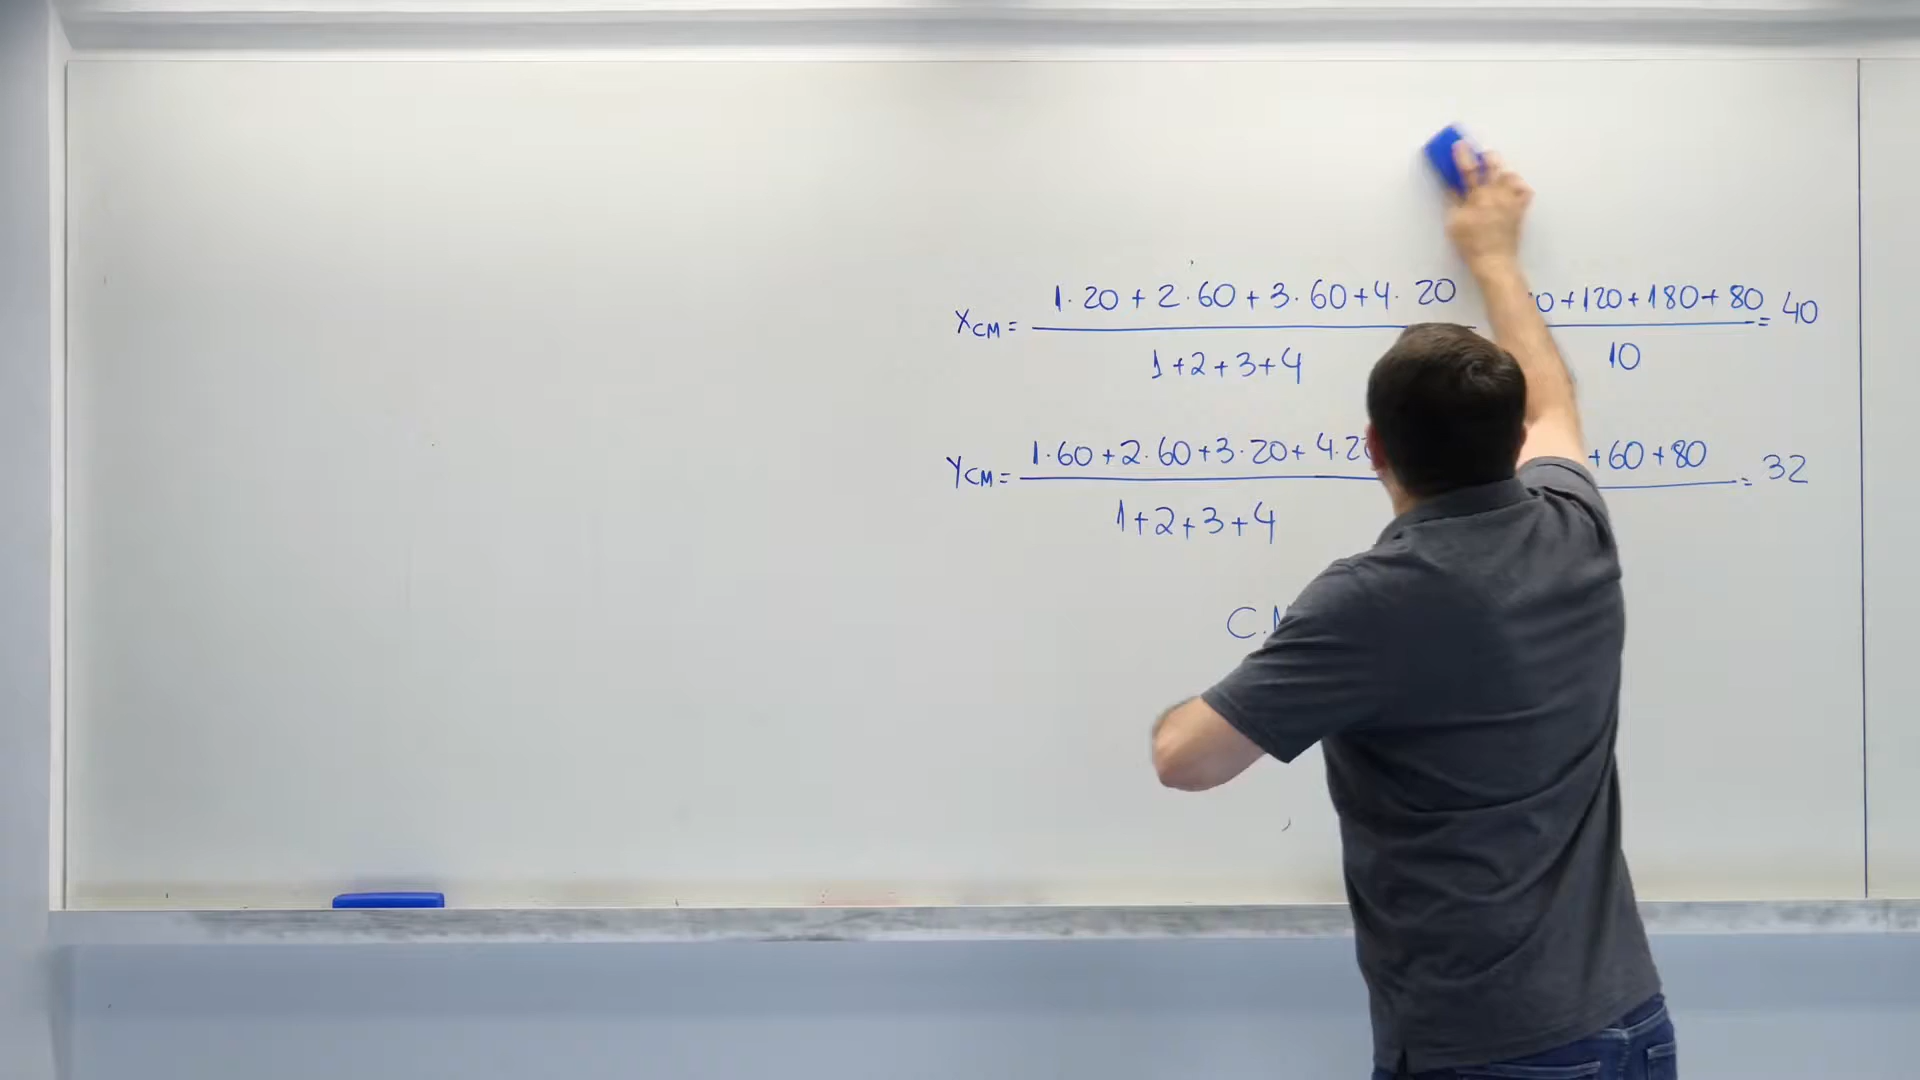 1·20 + 2·60 + 3·60 + 4·20 0 + 120 + 180 + 80
XCM = = 40
1 + 2 + 3 + 4 10
1·60 + 2·60 + 3·20 + 4·2 + 60 + 80
YCM = = 32
1 + 2 + 3 + 4
C.